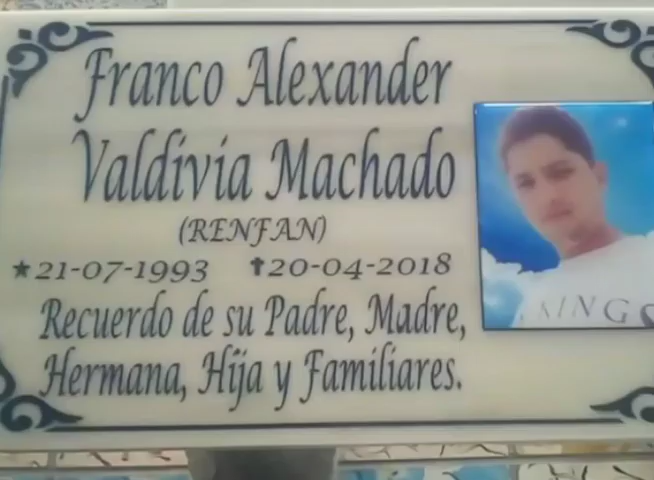 Franco Alexander
Valdivia Machado
(RENFAN)
★21-07-1993 ✝20-04-2018
Recuerdo de su Padre, Madre,
Hermana, Hija y Familiares.
KINGS